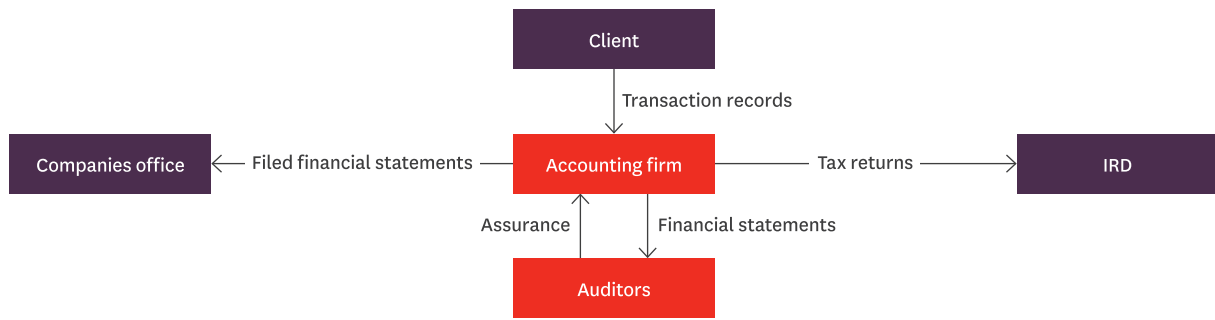 Client
Transaction records
Companies office
Filed financial statements
Accounting firm
Tax returns
IRD
Assurance
Financial statements
Auditors